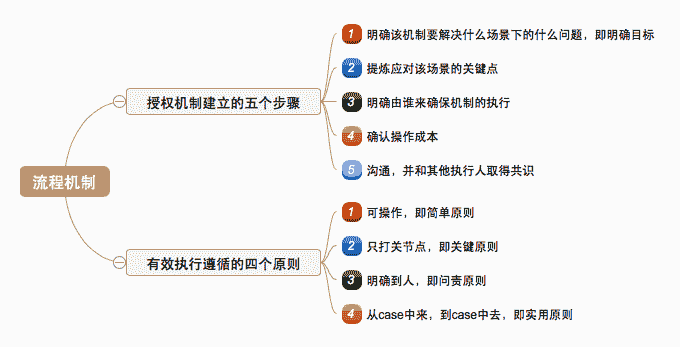 流程机制
授权机制建立的五个步骤
1 明确该机制要解决什么场景下的什么问题，即明确目标
2 提炼应对该场景的关键点
3 明确由谁来确保机制的执行
4 确认操作成本
5 沟通，并和其他执行人取得共识
有效执行遵循的四个原则
1 可操作，即简单原则
2 只打关节点，即关键原则
3 明确到人，即问责原则
4 从case中来，到case中去，即实用原则